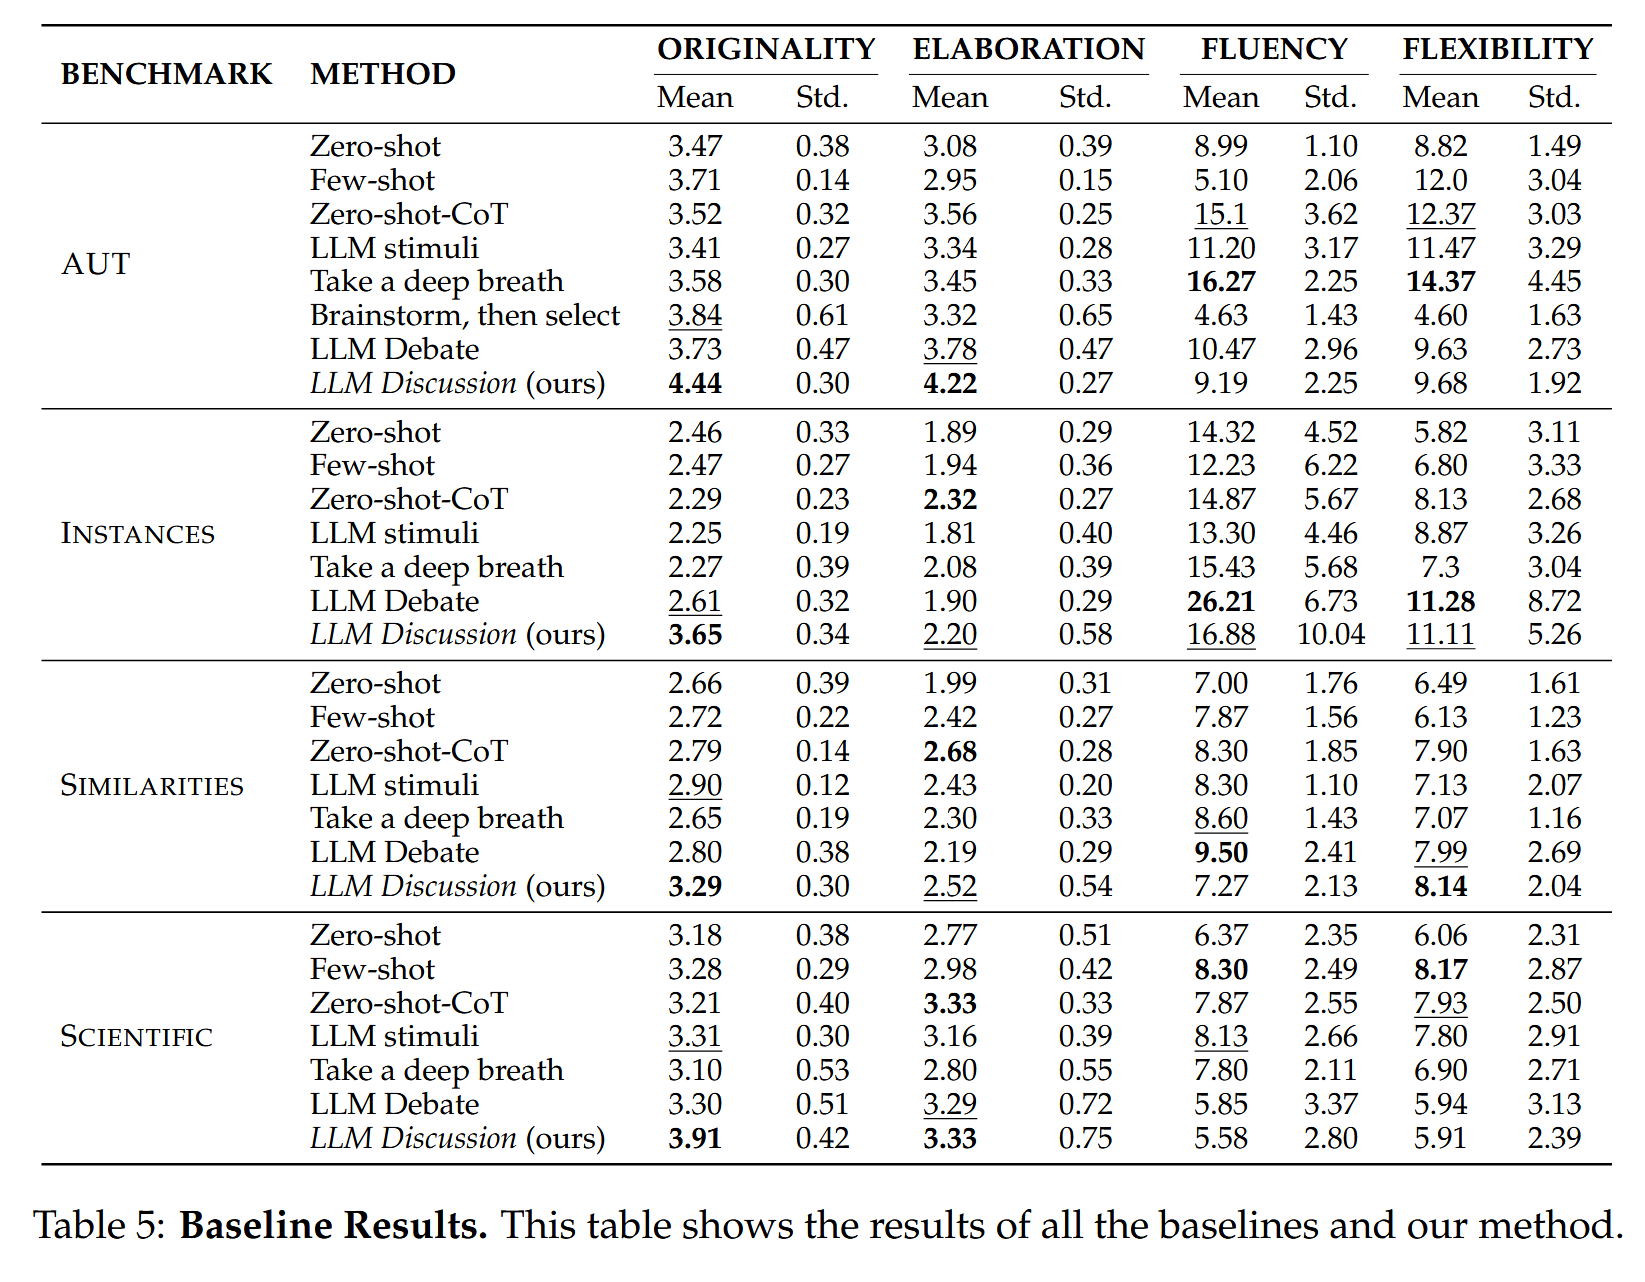 BENCHMARK METHOD ORIGINALITY ELABORATION FLUENCY FLEXIBILITY
Mean Std. Mean Std. Mean Std. Mean Std.
AUT
Zero-shot 3.47 0.38 3.08 0.39 8.99 1.10 8.82 1.49
Few-shot 3.71 0.14 2.95 0.15 5.10 2.06 12.0 3.04
Zero-shot-CoT 3.52 0.32 3.56 0.25 15.1 3.62 12.37 3.03
LLM stimuli 3.41 0.27 3.34 0.28 11.20 3.17 11.47 3.29
Take a deep breath 3.58 0.30 3.45 0.33 16.27 2.25 14.37 4.45
Brainstorm, then select 3.84 0.61 3.32 0.65 4.63 1.43 4.60 1.63
LLM Debate 3.73 0.47 3.78 0.47 10.47 2.96 9.63 2.73
LLM Discussion (ours) 4.44 0.30 4.22 0.27 9.19 2.25 9.68 1.92
INSTANCES
Zero-shot 2.46 0.33 1.89 0.29 14.32 4.52 5.82 3.11
Few-shot 2.47 0.27 1.94 0.36 12.23 6.22 6.80 3.33
Zero-shot-CoT 2.29 0.23 2.32 0.27 14.87 5.67 8.13 2.68
LLM stimuli 2.25 0.19 1.81 0.40 13.30 4.46 8.87 3.26
Take a deep breath 2.27 0.39 2.08 0.39 15.43 5.68 7.3 3.04
LLM Debate 2.61 0.32 1.90 0.29 26.21 6.73 11.28 8.72
LLM Discussion (ours) 3.65 0.34 2.20 0.58 16.88 10.04 11.11 5.26
SIMILARITIES
Zero-shot 2.66 0.39 1.99 0.31 7.00 1.76 6.49 1.61
Few-shot 2.72 0.22 2.42 0.27 7.87 1.56 6.13 1.23
Zero-shot-CoT 2.79 0.14 2.68 0.28 8.30 1.85 7.90 1.63
LLM stimuli 2.90 0.12 2.43 0.20 8.30 1.10 7.13 2.07
Take a deep breath 2.65 0.19 2.30 0.33 8.60 1.43 7.07 1.16
LLM Debate 2.80 0.38 2.19 0.29 9.50 2.41 7.99 2.69
LLM Discussion (ours) 3.29 0.30 2.52 0.54 7.27 2.13 8.14 2.04
SCIENTIFIC
Zero-shot 3.18 0.38 2.77 0.51 6.37 2.35 6.06 2.31
Few-shot 3.28 0.29 2.98 0.42 8.30 2.49 8.17 2.87
Zero-shot-CoT 3.21 0.40 3.33 0.33 7.87 2.55 7.93 2.50
LLM stimuli 3.31 0.30 3.16 0.39 8.13 2.66 7.80 2.91
Take a deep breath 3.10 0.53 2.80 0.55 7.80 2.11 6.90 2.71
LLM Debate 3.30 0.51 3.29 0.72 5.85 3.37 5.94 3.13
LLM Discussion (ours) 3.91 0.42 3.33 0.75 5.58 2.80 5.91 2.39
Table 5: Baseline Results. This table shows the results of all the baselines and our method.